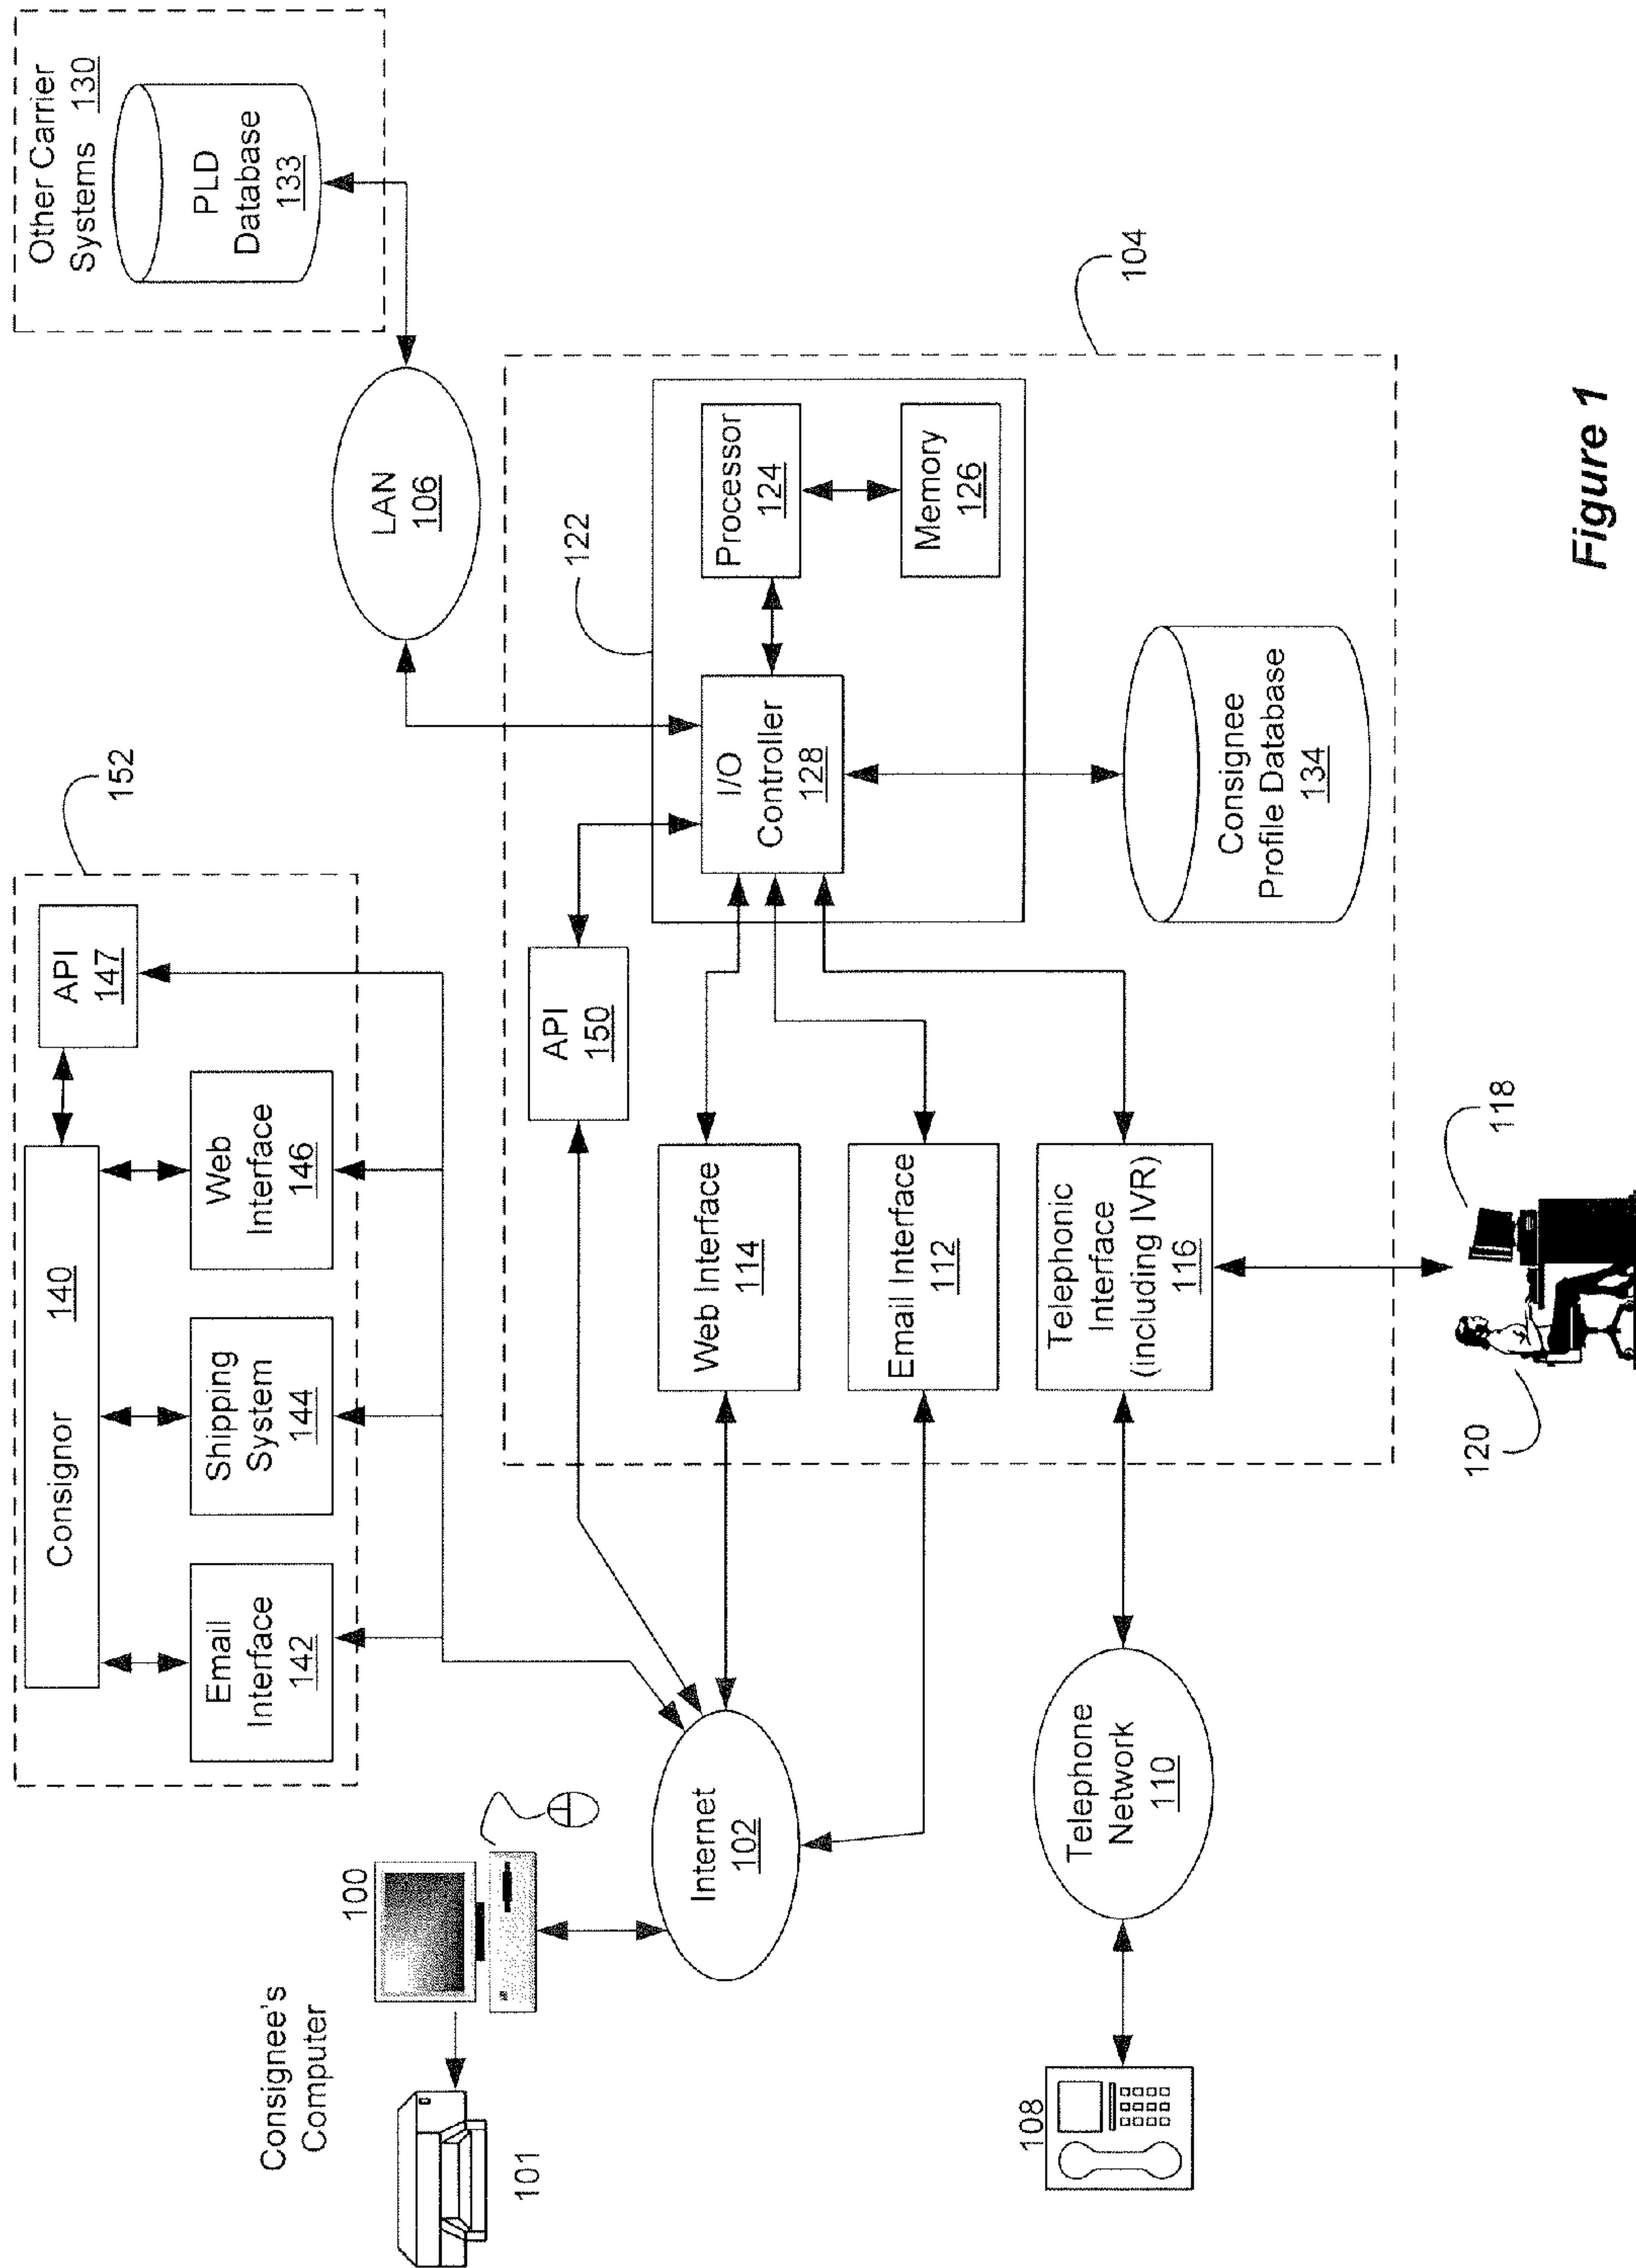 Consignee's
Computer
100
101
108
Internet
102
Telephone
Network
110
152
Consignor
140
Email
Interface
142
Shipping
System
144
Web
Interface
146
API
147
Other Carrier
Systems 130
PLD
Database
133
LAN
106
104
API
150
Web Interface
114
Email Interface
112
Telephonic
Interface
(including IVR)
116
122
I/O
Controller
128
Processor
124
Memory
126
Consignee
Profile Database
134
120
118
Figure 1